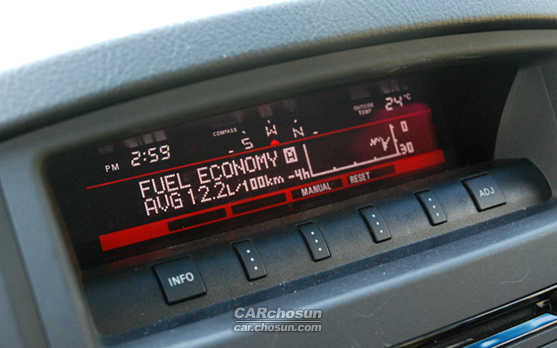 PM 2:59
COMPASS
S W N
OUTSIDE TEMP 24°C
FUEL ECONOMY H
AVG 12.2L/100km -4h
0
30
MANUAL RESET
INFO
ADJ
CARchosun
car.chosun.com